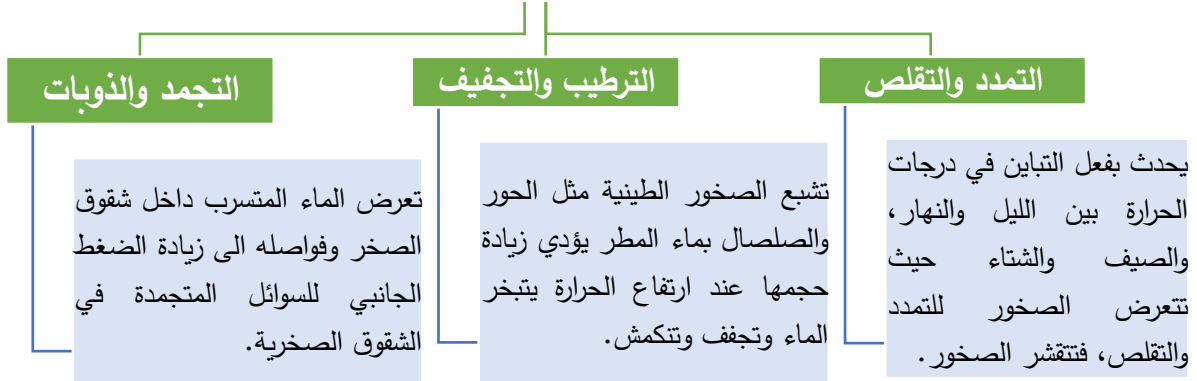 التمدد والتقلص
يحدث بفعل التباين في درجات
الحرارة بين الليل والنهار،
والصيف والشتاء حيث
تتعرض الصخور للتمدد
والتقلص، فتتقشر الصخور.
الترطيب والتجفيف
تشبع الصخور الطينية مثل الحور
والصلصال بماء المطر يؤدي زيادة
حجمها عند ارتفاع الحرارة يتبخر
الماء وتجفف وتتكمش.
التجمد والذوبات
تعرض الماء المتسرب داخل شقوق
الصخر وفواصله الى زيادة الضغط
الجانبي للسوائل المتجمدة في
الشقوق الصخرية.